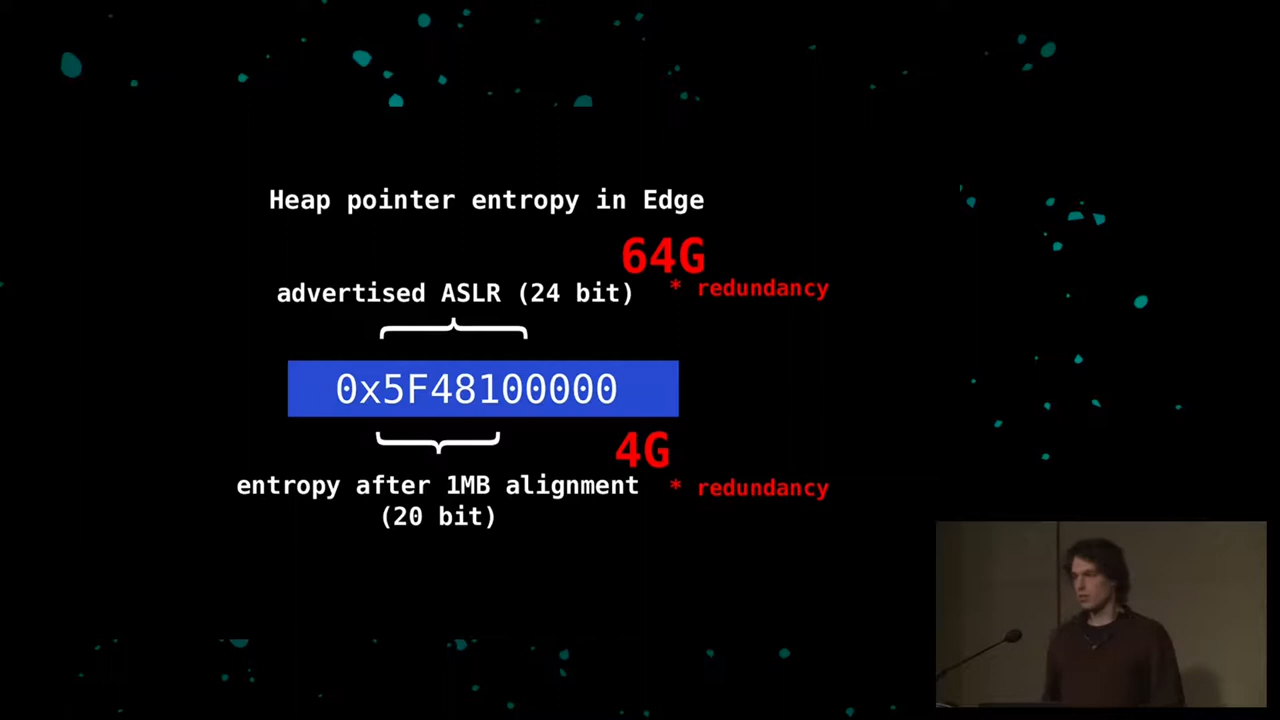 Heap pointer entropy in Edge
64G
advertised ASLR (24 bit) * redundancy
0x5F48100000
4G
entropy after 1MB alignment * redundancy
(20 bit)